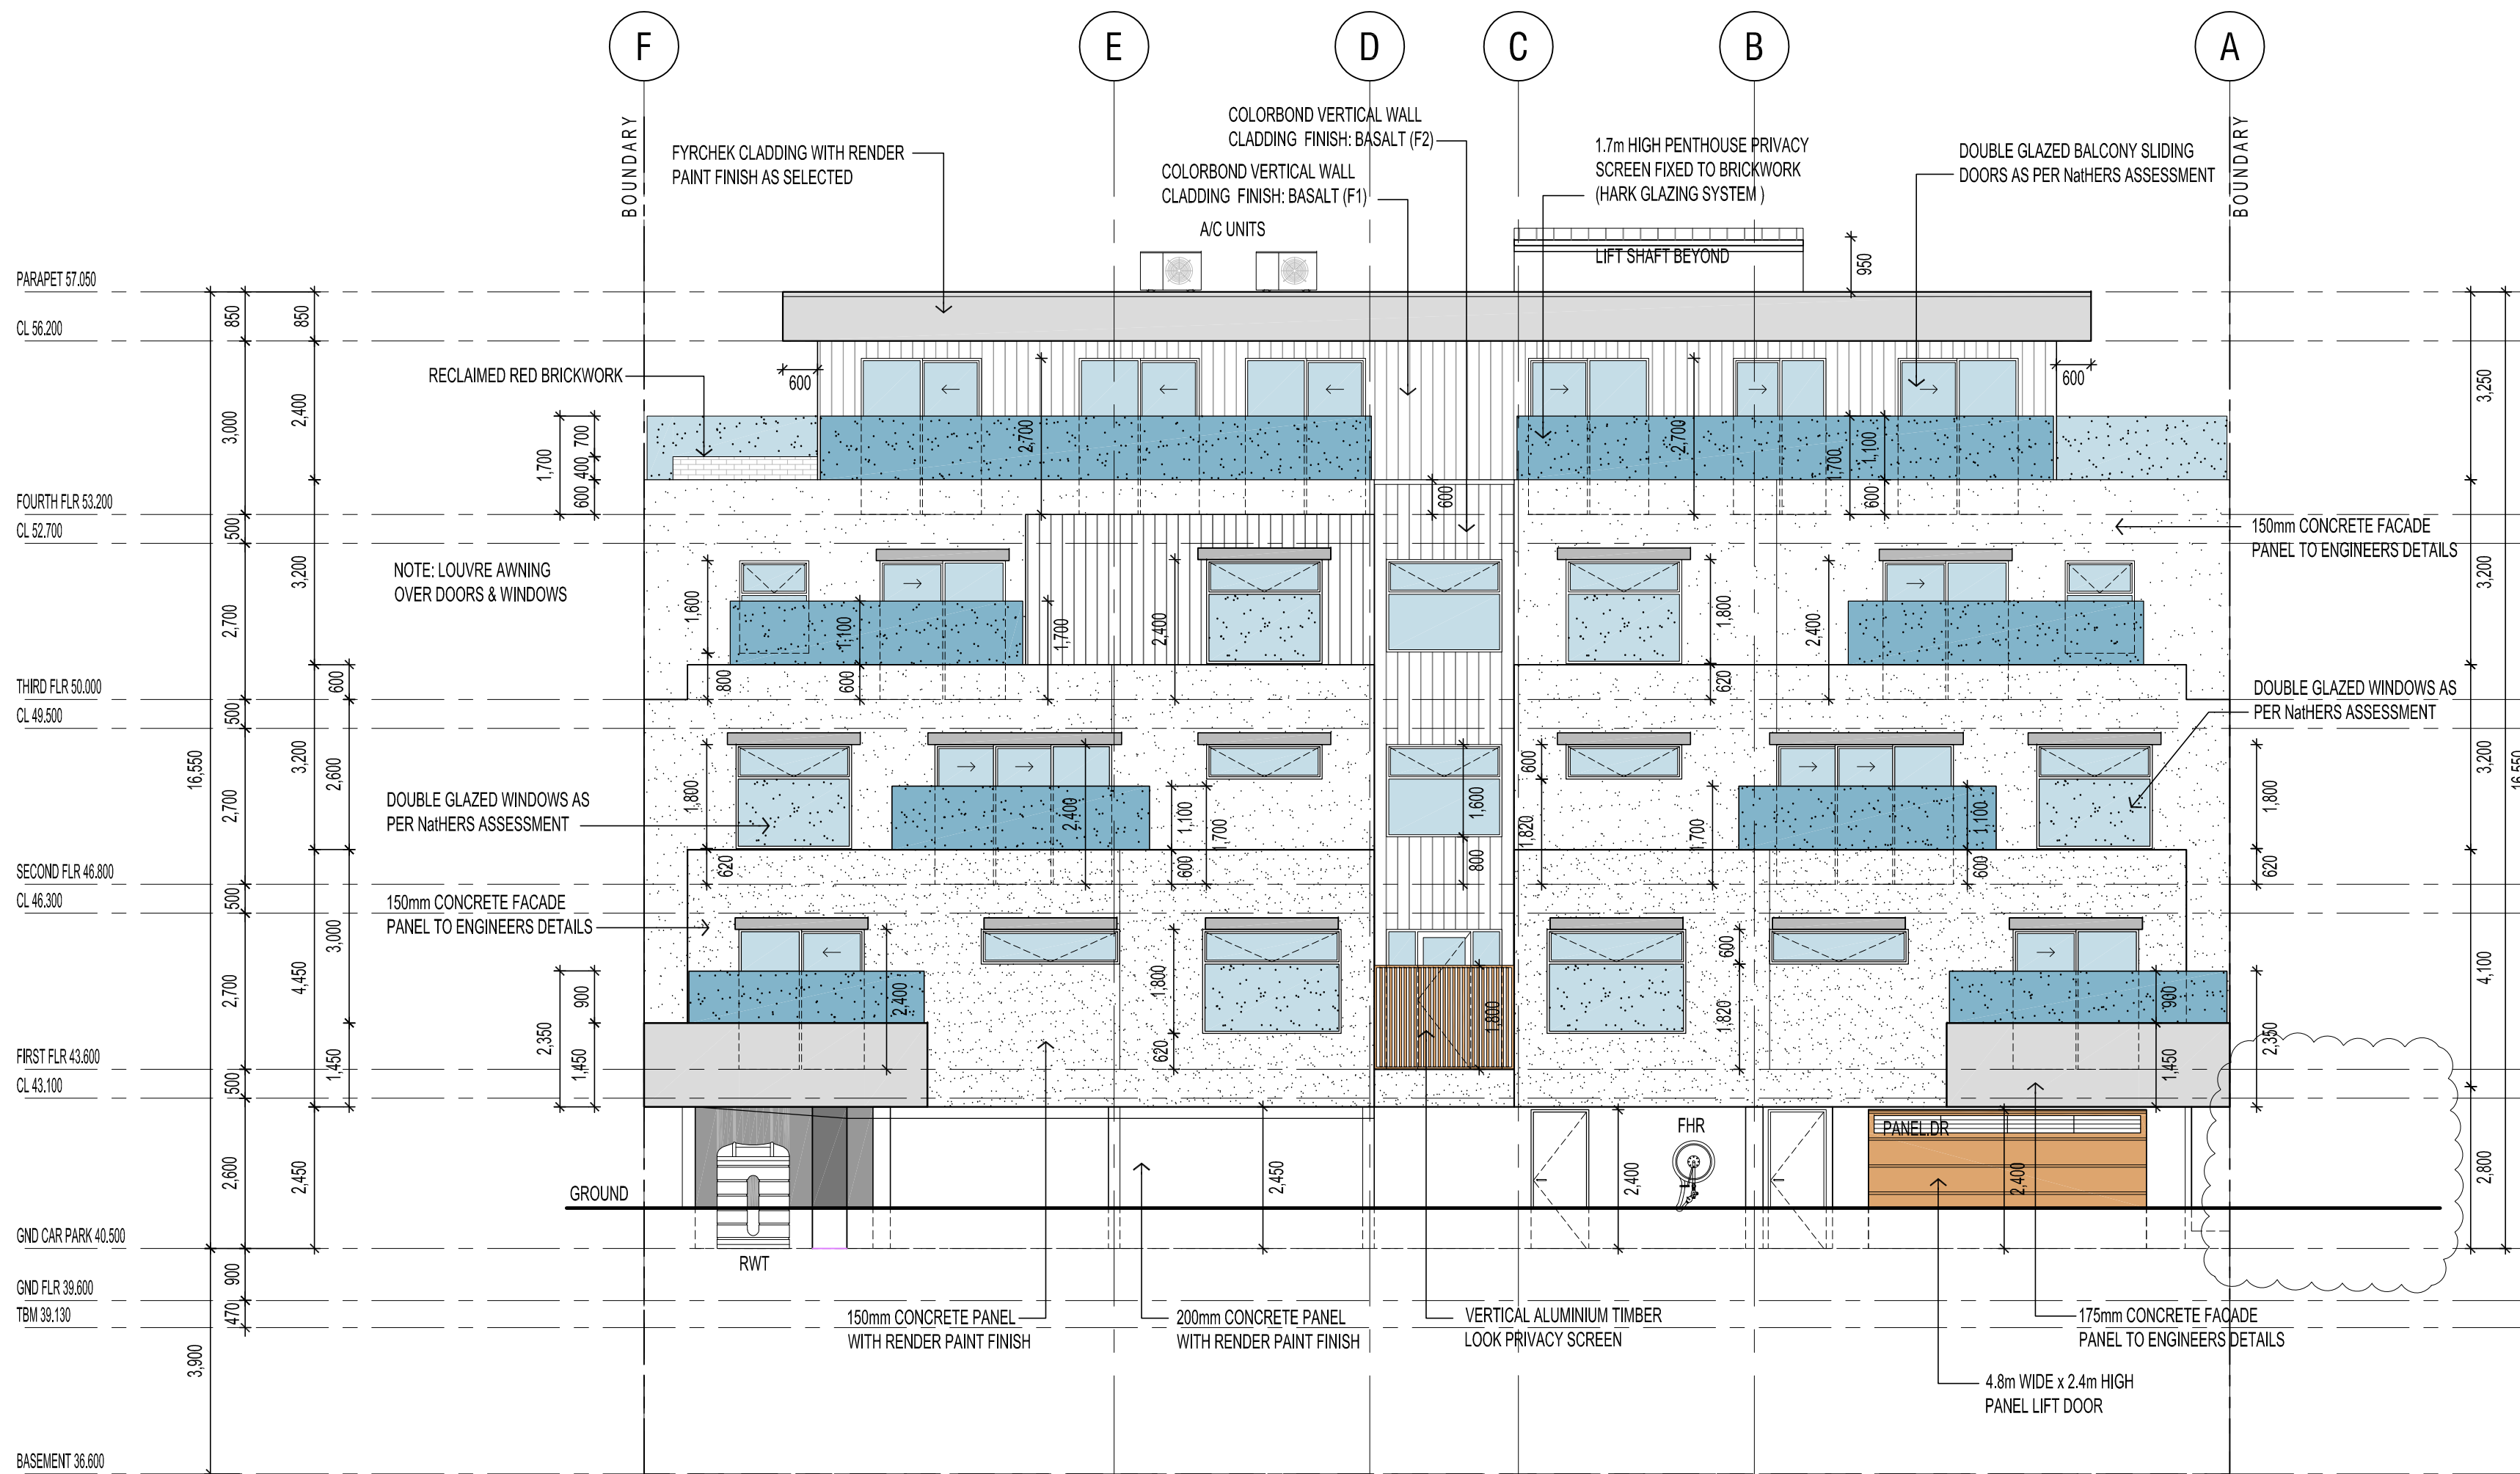 F
E
D
C
B
A
BOUNDARY
BOUNDARY
COLORBOND VERTICAL WALL
CLADDING FINISH: BASALT (F2)
FYRCHEK CLADDING WITH RENDER
PAINT FINISH AS SELECTED
COLORBOND VERTICAL WALL
CLADDING FINISH: BASALT (F1)
1.7m HIGH PENTHOUSE PRIVACY
SCREEN FIXED TO BRICKWORK
(HARK GLAZING SYSTEM )
DOUBLE GLAZED BALCONY SLIDING
DOORS AS PER NatHERS ASSESSMENT
A/C UNITS
LIFT SHAFT BEYOND
950
PARAPET 57.050
850
850
CL 56.200
600
600
RECLAIMED RED BRICKWORK
3,000
2,400
1,700
700
400
600
2,700
2,700
1,700
1,100
600
600
3,250
FOURTH FLR 53.200
500
CL 52.700
150mm CONCRETE FACADE
PANEL TO ENGINEERS DETAILS
NOTE: LOUVRE AWNING
OVER DOORS & WINDOWS
3,200
2,700
600
1,600
800
1,100
600
1,700
2,400
1,800
620
2,400
3,200
THIRD FLR 50.000
500
CL 49.500
DOUBLE GLAZED WINDOWS AS
PER NatHERS ASSESSMENT
16,550
16,550
3,200
2,700
2,600
DOUBLE GLAZED WINDOWS AS
PER NatHERS ASSESSMENT
1,800
620
2,400
1,100
600
1,700
1,600
800
600
1,820
1,700
1,100
600
1,800
620
3,200
SECOND FLR 46.800
500
CL 46.300
150mm CONCRETE FACADE
PANEL TO ENGINEERS DETAILS
2,700
4,450
3,000
1,450
2,350
900
1,450
2,400
1,800
620
1,800
600
1,820
900
1,450
2,350
4,100
FIRST FLR 43.600
500
CL 43.100
FHR
PANEL.DR
2,600
2,450
2,450
2,400
2,400
2,800
GROUND
GND CAR PARK 40.500
RWT
900
GND FLR 39.600
470
TBM 39.130
150mm CONCRETE PANEL
WITH RENDER PAINT FINISH
200mm CONCRETE PANEL
WITH RENDER PAINT FINISH
VERTICAL ALUMINIUM TIMBER
LOOK PRIVACY SCREEN
175mm CONCRETE FACADE
PANEL TO ENGINEERS DETAILS
3,900
4.8m WIDE x 2.4m HIGH
PANEL LIFT DOOR
BASEMENT 36.600